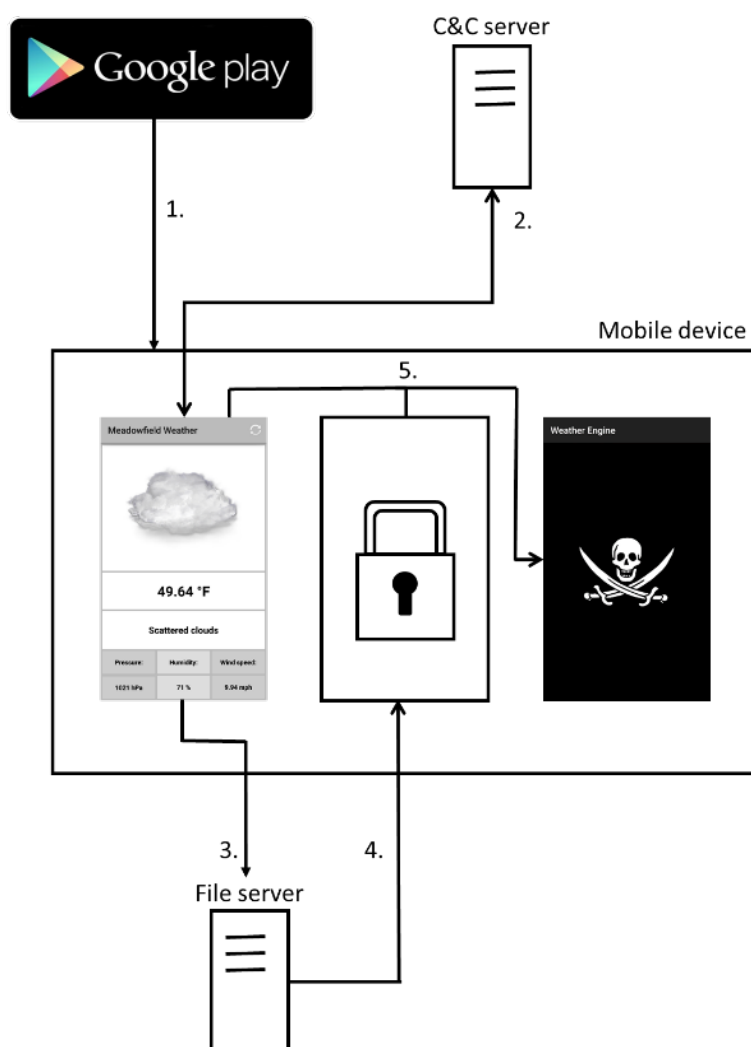 Google play
C&C server
1.
2.
Mobile device
5.
Meadowfield Weather
Weather Engine
49.64 °F
Scattered clouds
Pressure: Humidity: Wind speed:
1021 hPa 71 % 5.94 mph
3.
4.
File server